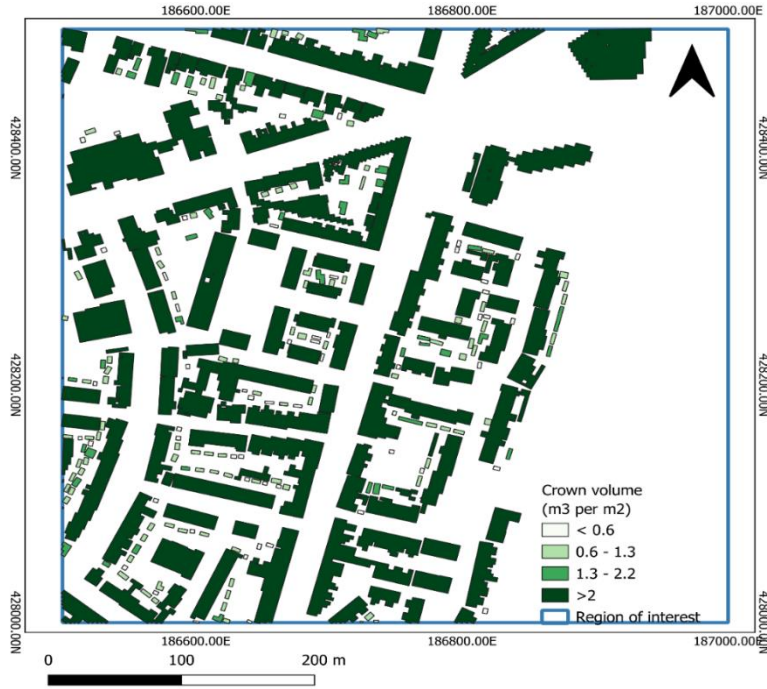 186600.00E 186800.00E 187000.00E
428400.00N 428400.00N
428200.00N 428200.00N
Crown volume
(m3 per m2)
< 0.6
0.6 - 1.3
1.3 - 2.2
>2
Region of interest
428000.00N 428000.00N
186600.00E 186800.00E 187000.00E
0 100 200 m